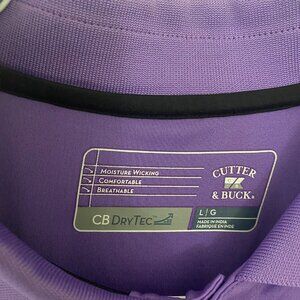 MOISTURE WICKING
COMFORTABLE
BREATHABLE
CB DRYTEC
CUTTER
& BUCK
L / G
MADE IN INDIA
FABRIQUÉ EN INDE